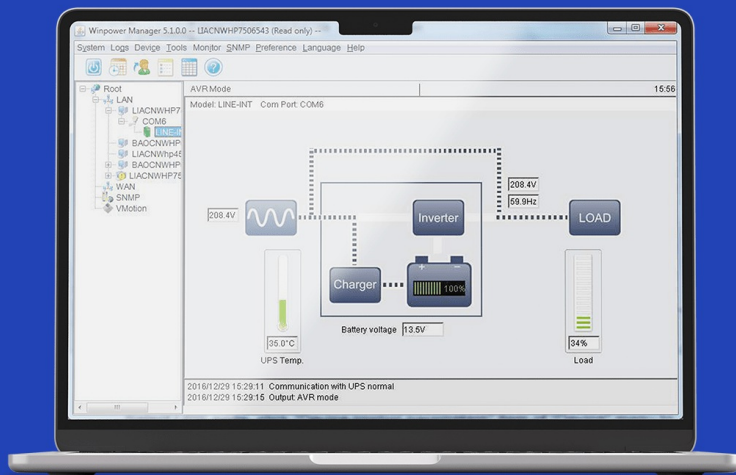 Winpower Manager 5.1.0.0 -- LIACNWHP7506543 (Read only) --
System Logs Device Tools Monitor SNMP Preference Language Help
Root
LAN
LIACNWHP7
COM6
LINE-INT
BAOCNWHP
LIACNWhp45
BAOCNWHP
LIACNWHP75
WAN
SNMP
VMotion
AVR Mode
15:56
Model: LINE-INT Com Port: COM6
208.4V
208.4V
59.9Hz
Inverter
LOAD
Charger
+ −
100%
Battery voltage 13.5V
35.0°C
UPS Temp.
34%
Load
2016/12/29 15:29:11 Communication with UPS normal
2016/12/29 15:29:15 Output: AVR mode